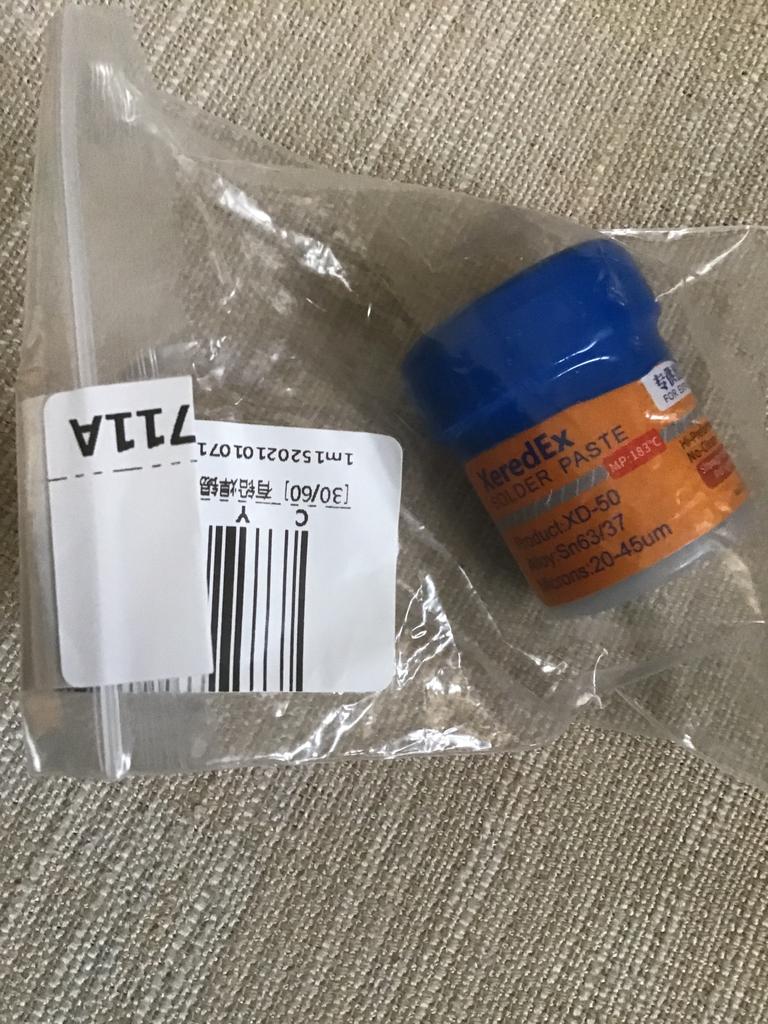 XeredEx
SOLDER PASTE
MP:183°C
Product:XD-50
Alloy:Sn63/37
Microns:20-45um
FOR
711A
1m15202101071
[30/60] 有铅焊锡
C Y